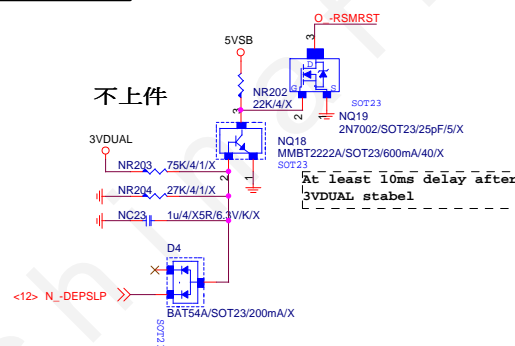 O_-RSMRST
5VSB
3
D
G
S
SOT23
NR202
22K/4/X
2
1
NQ19
2N7002/SOT23/25pF/5/X
不上件
3
NQ18
MMBT2222A/SOT23/600mA/40/X
SOT23
3VDUAL
2
1
At least 10ms delay after
3VDUAL stabel
NR203 75K/4/1/X
NR204 27K/4/1/X
NC23 1u/4/X5R/6.3V/K/X
D4
<12> N_-DEPSLP
BAT54A/SOT23/200mA/X